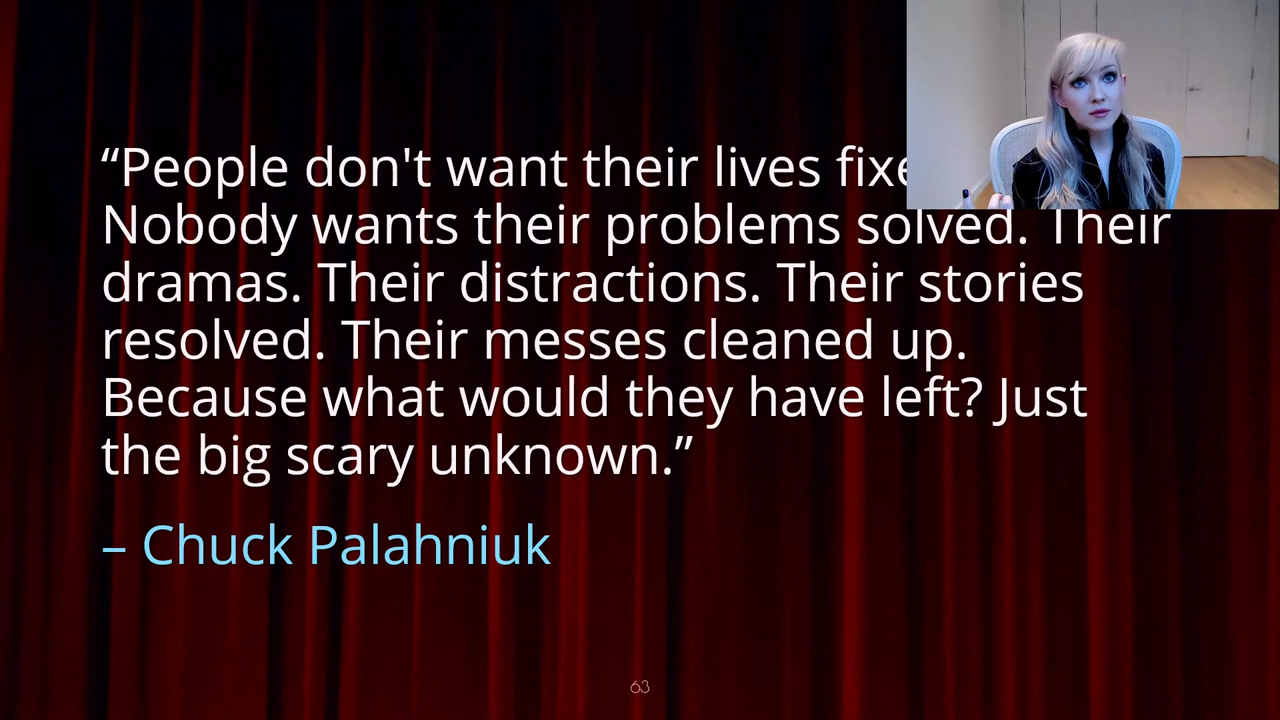 “People don't want their lives fixe
Nobody wants their problems solved. Their
dramas. Their distractions. Their stories
resolved. Their messes cleaned up.
Because what would they have left? Just
the big scary unknown.”
– Chuck Palahniuk
63